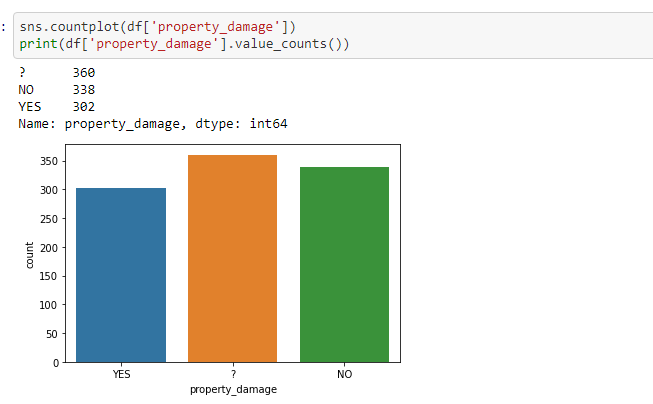 :
sns.countplot(df['property_damage'])
print(df['property_damage'].value_counts())
? 360
NO 338
YES 302
Name: property_damage, dtype: int64
350
300
250
200
150
100
50
0
count
YES ? NO
property_damage